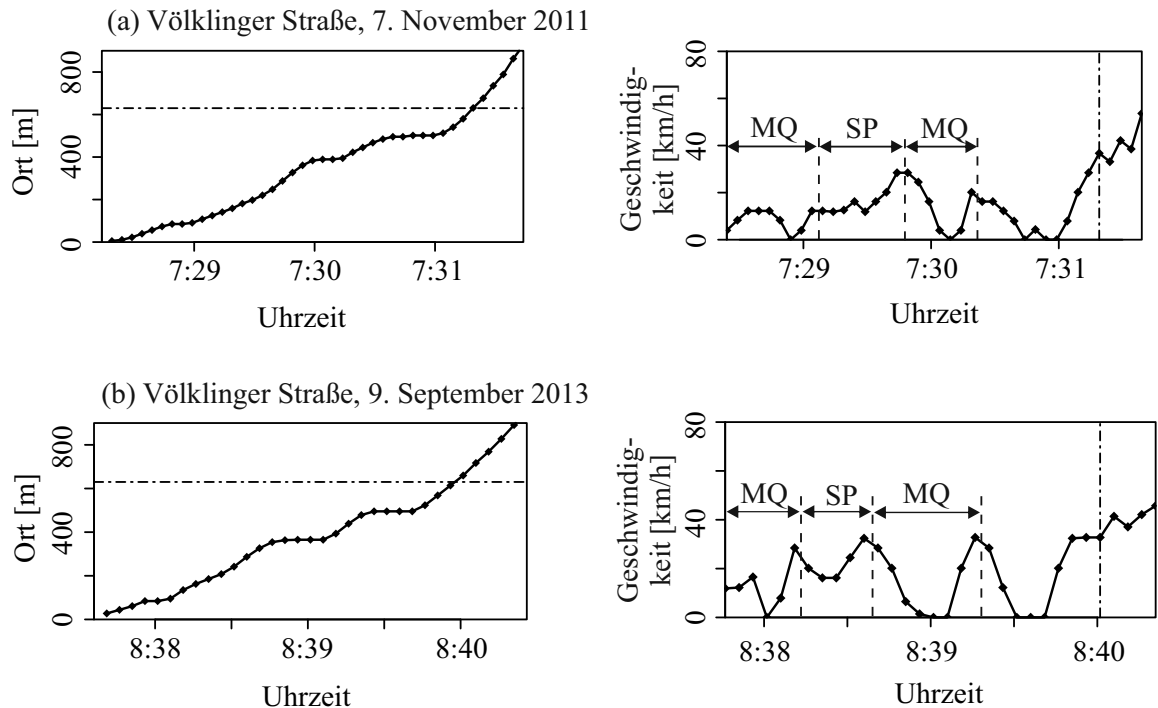 (a) Völklinger Straße, 7. November 2011
Ort [m]
800
400
0
7:29 7:30 7:31
Uhrzeit
Geschwindig-
keit [km/h]
80
40
0
MQ SP MQ
7:29 7:30 7:31
Uhrzeit
(b) Völklinger Straße, 9. September 2013
Ort [m]
800
400
0
8:38 8:39 8:40
Uhrzeit
Geschwindig-
keit [km/h]
80
40
0
MQ SP MQ
8:38 8:39 8:40
Uhrzeit